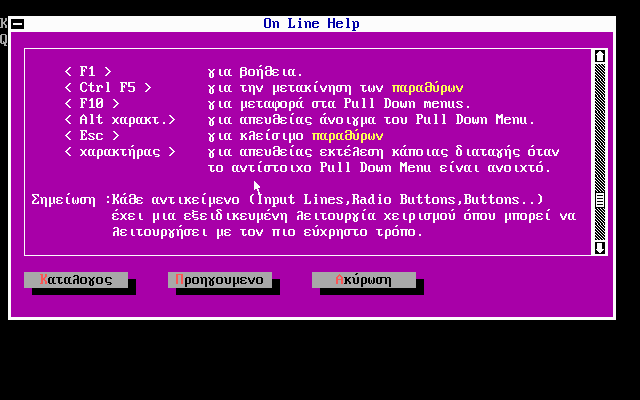 K
On Line Help
Q
< F1 > για βοήθεια.
< Ctrl F5 > για την μετακίνηση των παραθύρων
< F10 > για μεταφορά στα Pull Down menus.
< Alt χαρακτ.> για απευθείας άνοιγμα του Pull Down Menu.
< Esc > για κλείσιμο παραθύρων
< χαρακτήρας > για απευθείας εκτέλεση κάποιας διαταγής όταν
το αντίστοιχο Pull Down Menu είναι ανοιχτό.
Σημείωση :Κάθε αντικείμενο (Input Lines,Radio Buttons,Buttons..)
έχει μια εξειδικευμένη λειτουργία χειρισμού όπου μπορεί να
λειτουργήσει με τον πιο εύχρηστο τρόπο.
Καταλογος Προηγουμενο Ακύρωση